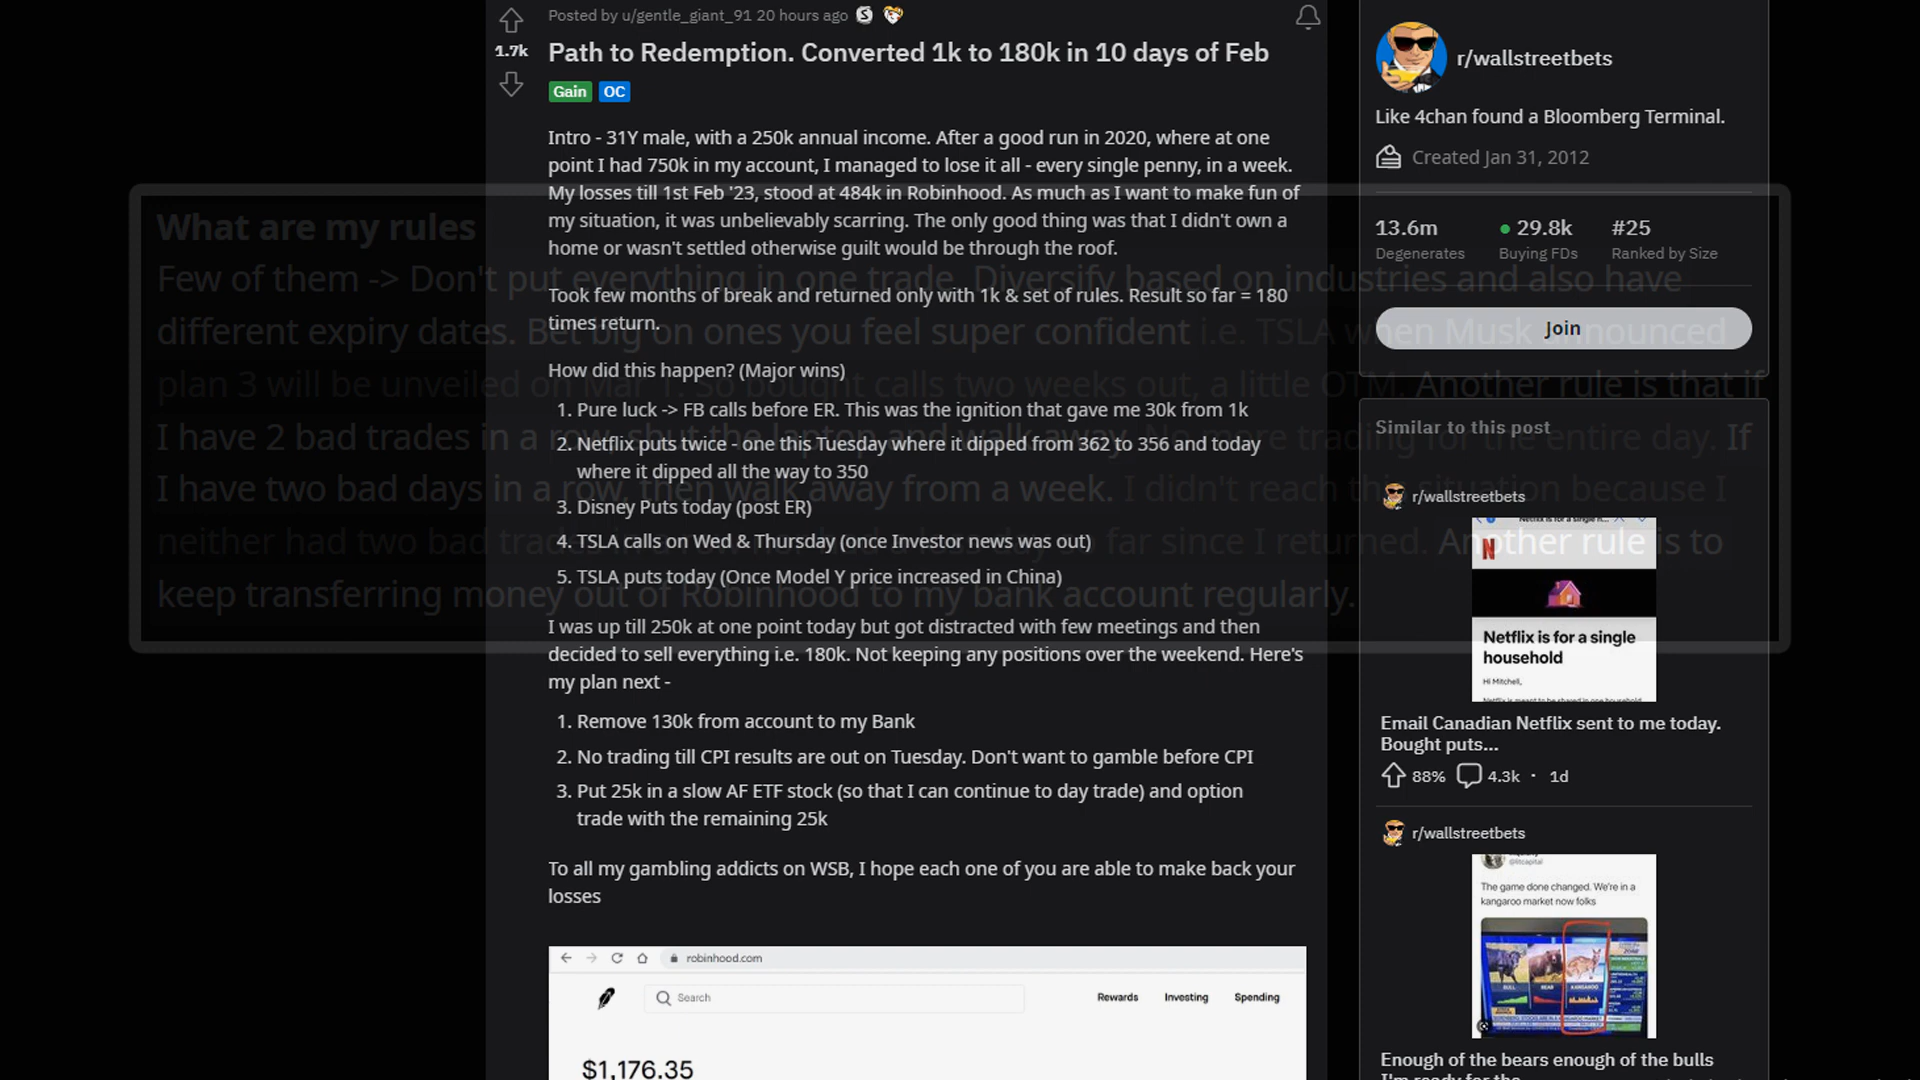 Posted by u/gentle_giant_91 20 hours ago
1.7k
Path to Redemption. Converted 1k to 180k in 10 days of Feb
Gain OC
Intro - 31Y male, with a 250k annual income. After a good run in 2020, where at one
point I had 750k in my account, I managed to lose it all - every single penny, in a week.
My losses till 1st Feb '23, stood at 484k in Robinhood. As much as I want to make fun of
my situation, it was unbelievably scarring. The only good thing was that I didn't own a
home or wasn't settled otherwise guilt would be through the roof.
Took few months of break and returned only with 1k & set of rules. Result so far = 180
times return.
How did this happen? (Major wins)
1. Pure luck -> FB calls before ER. This was the ignition that gave me 30k from 1k
2. Netflix puts twice - one this Tuesday where it dipped from 362 to 356 and today
where it dipped all the way to 350
3. Disney Puts today (post ER)
4. TSLA calls on Wed & Thursday (once Investor news was out)
5. TSLA puts today (Once Model Y price increased in China)
I was up till 250k at one point today but got distracted with few meetings and then
decided to sell everything i.e. 180k. Not keeping any positions over the weekend. Here's
my plan next -
1. Remove 130k from account to my Bank
2. No trading till CPI results are out on Tuesday. Don't want to gamble before CPI
3. Put 25k in a slow AF ETF stock (so that I can continue to day trade) and option
trade with the remaining 25k
To all my gambling addicts on WSB, I hope each one of you are able to make back your
losses
robinhood.com
Search
Rewards Investing Spending
$1,176.35
What are my rules
Few of them -> Don't put everything in one trade. Diversify based on industries and also have
different expiry dates. Bet big on ones you feel super confident i.e. TSLA when Musk announced
plan 3 will be unveiled on Mar 1. So bought calls two weeks out, a little OTM. Another rule is that if
I have 2 bad trades in a row, shut the laptop and walk away. No more trading for the entire day. If
I have two bad days in a row, then walk away from a week. I didn't reach this situation because I
neither had two bad trades in a row so far since I returned. Another rule is to
keep transferring money out of Robinhood to my bank account regularly.
r/wallstreetbets
Like 4chan found a Bloomberg Terminal.
Created Jan 31, 2012
13.6m 29.8k #25
Degenerates Buying FDs Ranked by Size
Join
Similar to this post
r/wallstreetbets
Netflix is for a single h...
N
Netflix is for a single
household
Hi Mitchell,
Netflix is meant to be shared in one household
Email Canadian Netflix sent to me today.
Bought puts...
88% 4.3k · 1d
r/wallstreetbets
@litcapital
The game done changed. We're in a
kangaroo market now folks
BULL BEAR KANGAROO
Enough of the bears enough of the bulls
I'm ready for the